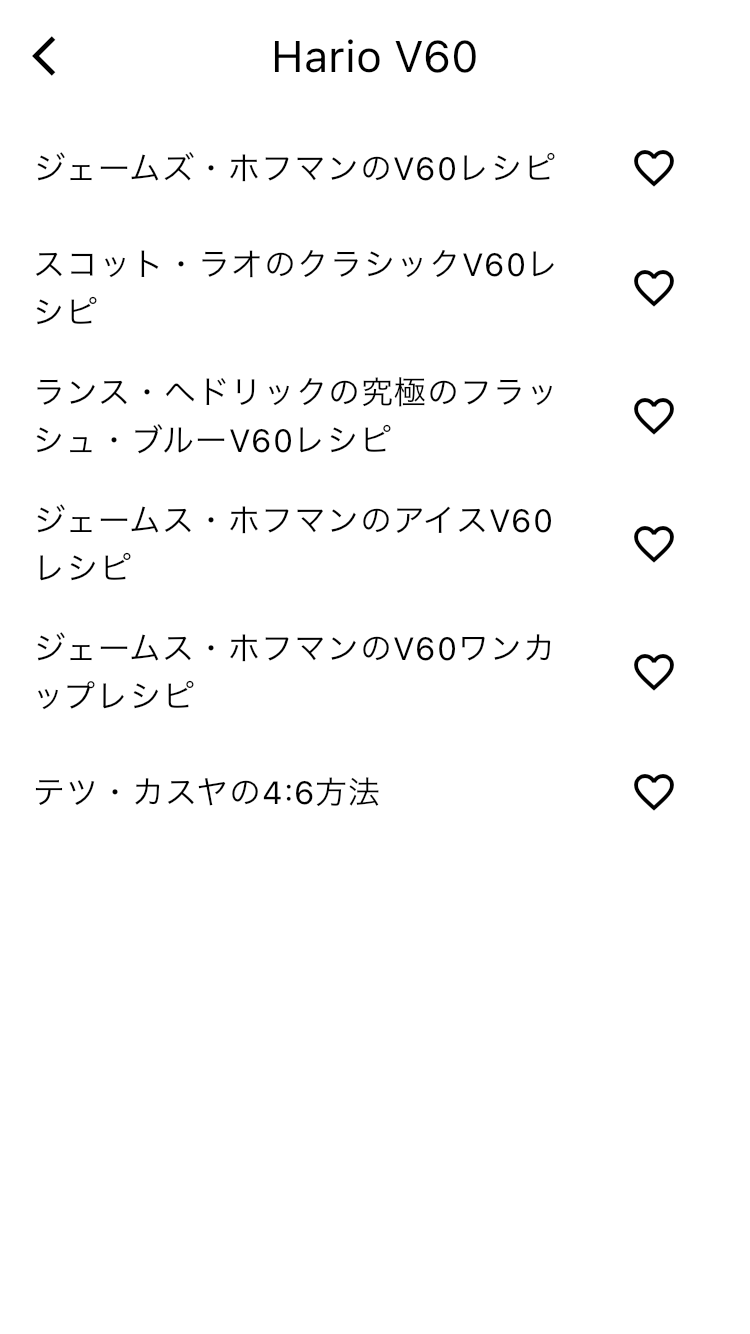 Hario V60
ジェームズ・ホフマンのV60レシピ
スコット・ラオのクラシックV60レ
シピ
ランス・ヘドリックの究極のフラッ
シュ・ブルーV60レシピ
ジェームス・ホフマンのアイスV60
レシピ
ジェームス・ホフマンのV60ワンカ
ップレシピ
テツ・カスヤの4:6方法